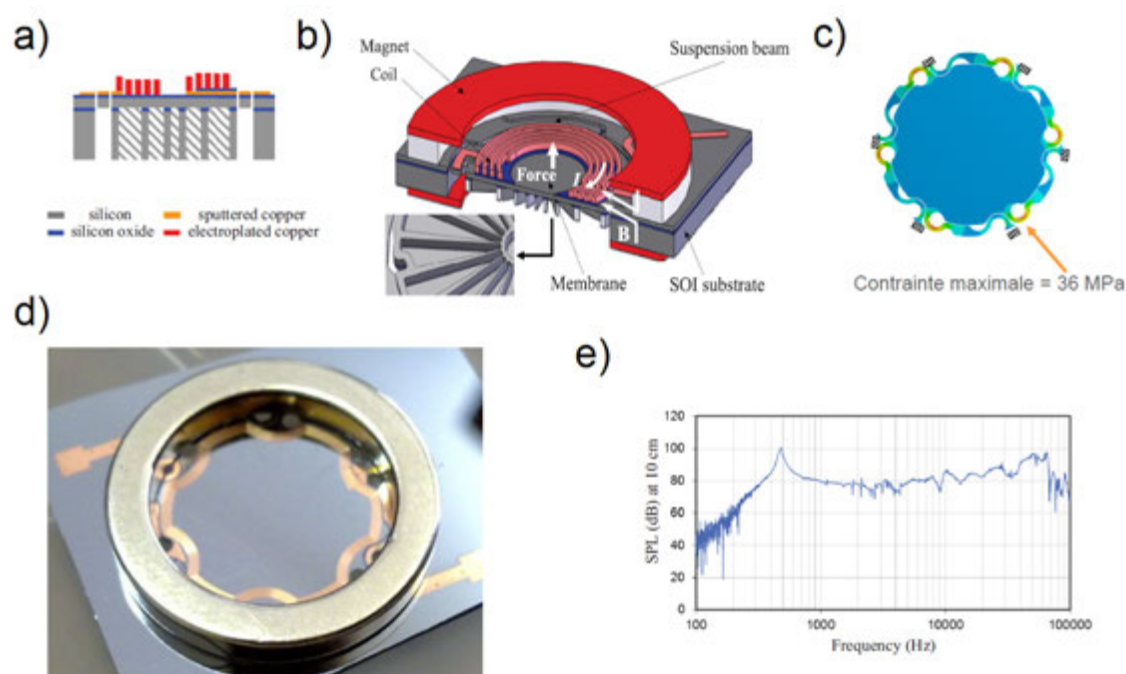 a)
silicon
sputtered copper
silicon oxide
electroplated copper
b)
Magnet
Coil
Suspension beam
Force
I
B
Membrane
SOI substrate
c)
Contrainte maximale = 36 MPa
d)
e)
SPL (dB) at 10 cm
120
100
80
60
40
20
0
100
1000
10000
100000
Frequency (Hz)